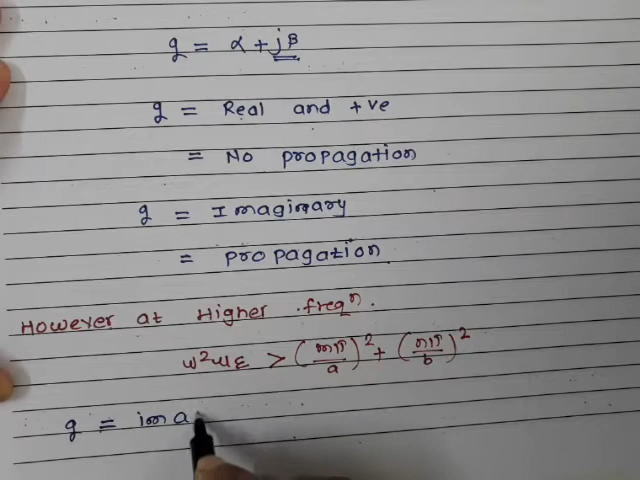 g = α + jβ
g = Real and +ve
= No propagation
g = Imaginary
= propagation
However at Higher freqⁿ.
ω²με > (mπ/a)² + (nπ/b)²
g = ima